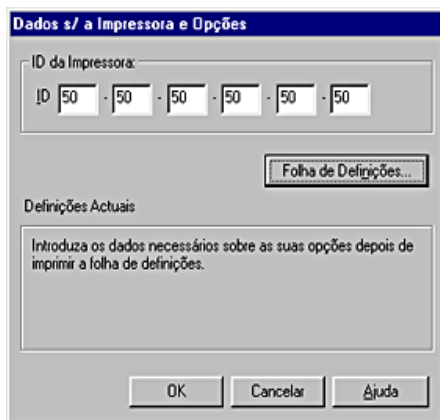 Dados s/ a Impressora e Opções
ID da Impressora:
ID 50 - 50 - 50 - 50 - 50 - 50
Folha de Definições...
Definições Actuais
Introduza os dados necessários sobre as suas opções depois de
imprimir a folha de definições.
OK Cancelar Ajuda